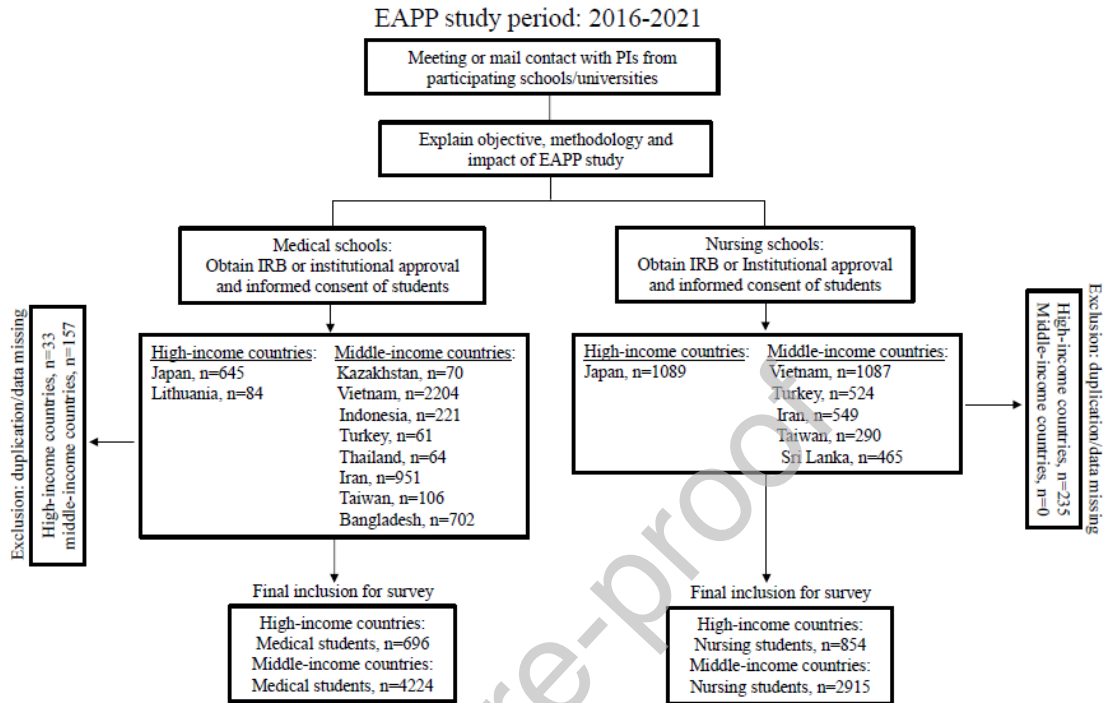 EAPP study period: 2016-2021
Meeting or mail contact with PIs from
participating schools/universities
Explain objective, methodology and
impact of EAPP study
Medical schools:
Obtain IRB or institutional approval
and informed consent of students
Nursing schools:
Obtain IRB or Institutional approval
and informed consent of students
Exclusion: duplication/data missing
High-income countries, n=33
middle-income countries, n=157
High-income countries:
Japan, n=645
Lithuania, n=84
Middle-income countries:
Kazakhstan, n=70
Vietnam, n=2204
Indonesia, n=221
Turkey, n=61
Thailand, n=64
Iran, n=951
Taiwan, n=106
Bangladesh, n=702
High-income countries:
Japan, n=1089
Middle-income countries:
Vietnam, n=1087
Turkey, n=524
Iran, n=549
Taiwan, n=290
Sri Lanka, n=465
Exclusion: duplication/data missing
High-income countries, n=235
Middle-income countries, n=0
Final inclusion for survey
High-income countries:
Medical students, n=696
Middle-income countries:
Medical students, n=4224
Final inclusion for survey
High-income countries:
Nursing students, n=854
Middle-income countries:
Nursing students, n=2915
re-proof